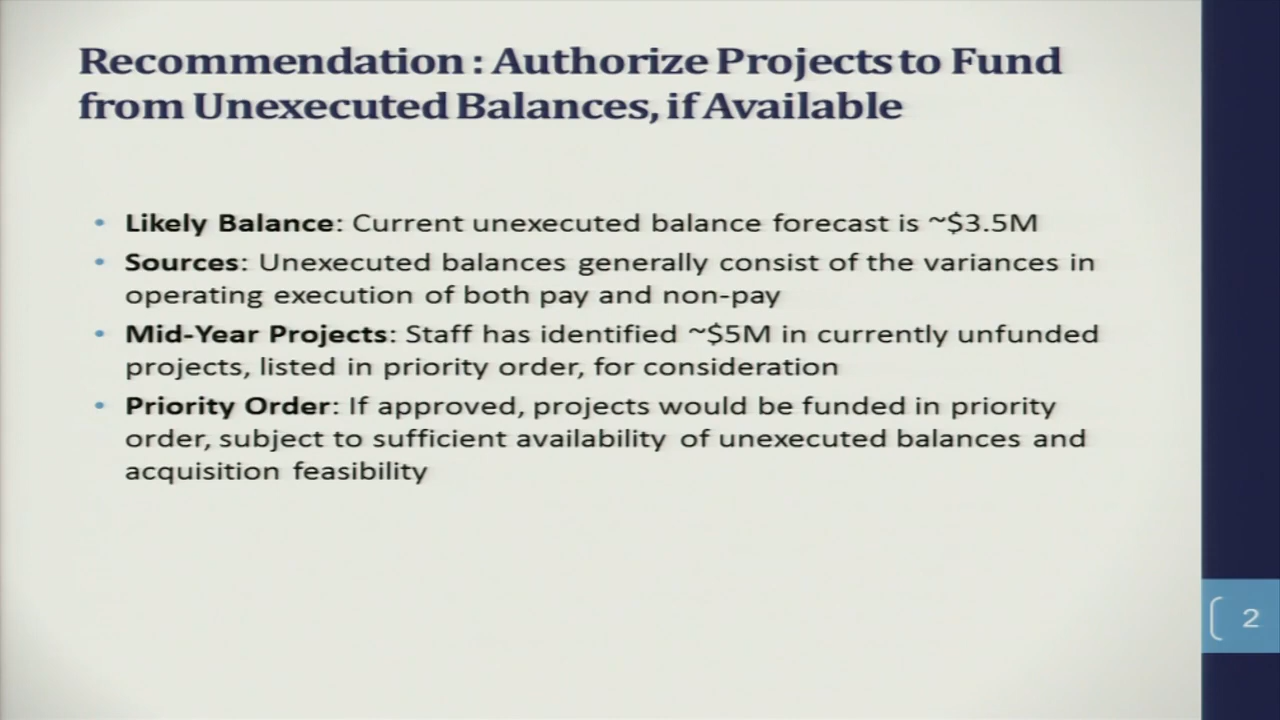 Recommendation : Authorize Projects to Fund
from Unexecuted Balances, if Available
• Likely Balance: Current unexecuted balance forecast is ~$3.5M
• Sources: Unexecuted balances generally consist of the variances in
operating execution of both pay and non-pay
• Mid-Year Projects: Staff has identified ~$5M in currently unfunded
projects, listed in priority order, for consideration
• Priority Order: If approved, projects would be funded in priority
order, subject to sufficient availability of unexecuted balances and
acquisition feasibility
2